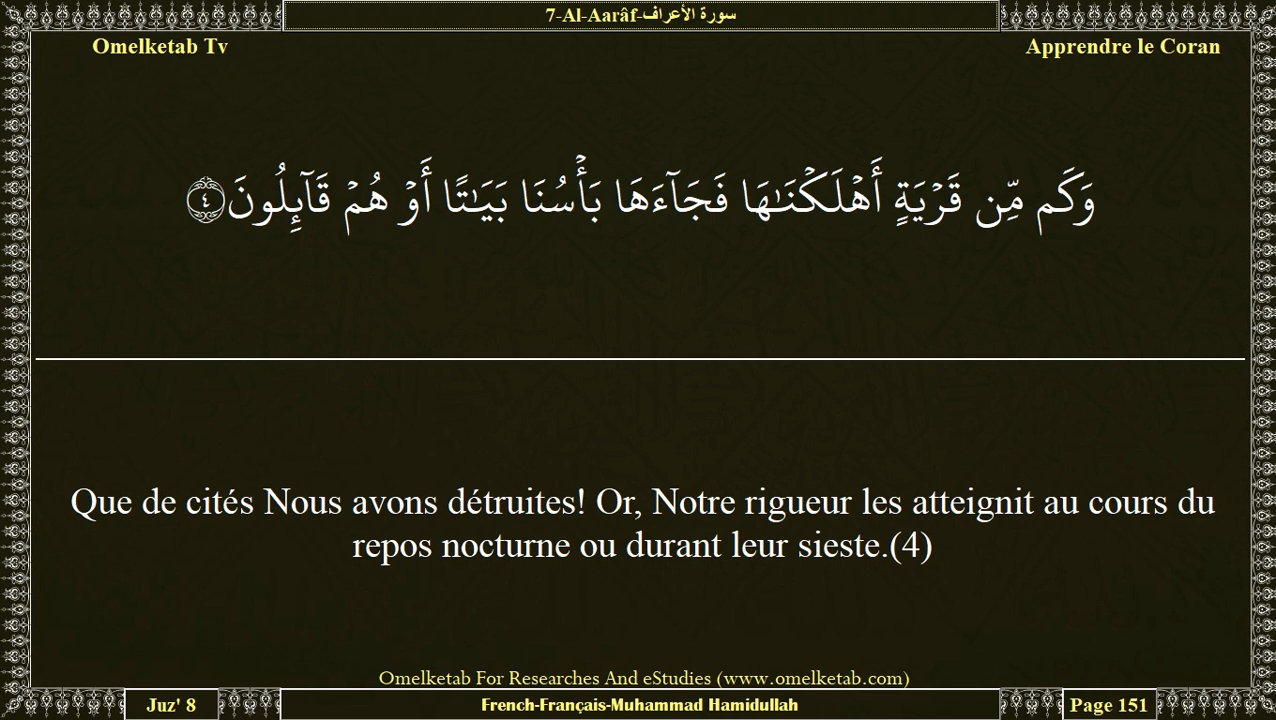 7-Al-Aarâf-سورة الأعراف
Omelketab Tv
Apprendre le Coran
وَكَم مِّن قَرۡيَةٍ أَهۡلَكۡنَٰهَا فَجَآءَهَا بَأۡسُنَا بَيَٰتًا أَوۡ هُمۡ قَآئِلُونَ ٤
Que de cités Nous avons détruites! Or, Notre rigueur les atteignit au cours du
repos nocturne ou durant leur sieste.(4)
Omelketab For Researches And eStudies (www.omelketab.com)
Juz' 8
French-Français-Muhammad Hamidullah
Page 151